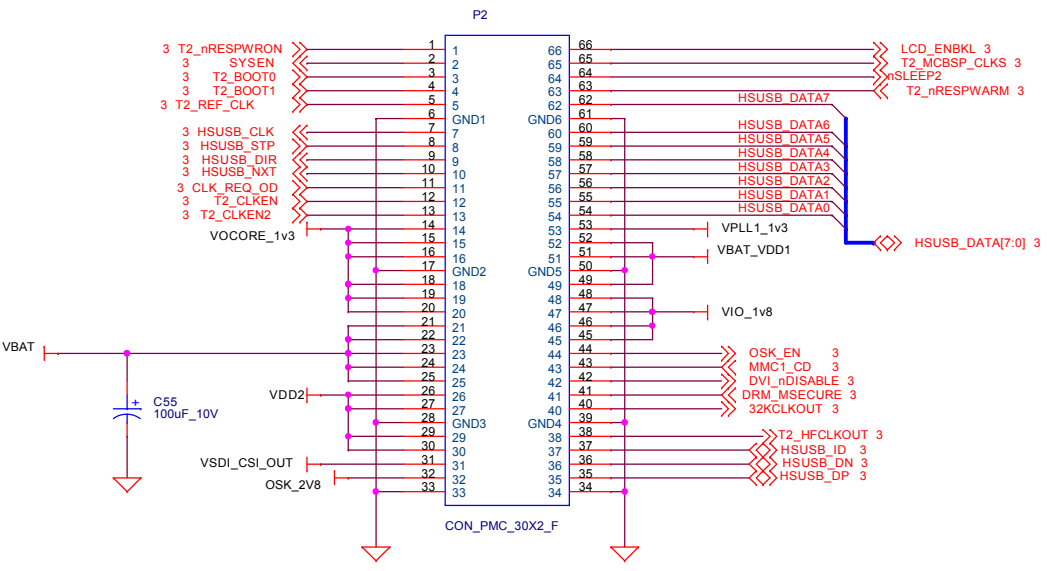 P2
3 T2_nRESPWRON 1 1 66 66 LCD_ENBKL 3
3 SYSEN 2 2 65 65 T2_MCBSP_CLKS 3
3 T2_BOOT0 3 3 64 64 nSLEEP2
3 T2_BOOT1 4 4 63 63 T2_nRESPWARM 3
3 T2_REF_CLK 5 5 62 62 HSUSB_DATA7
6 GND1 GND6 61
3 HSUSB_CLK 7 7 60 60 HSUSB_DATA6
3 HSUSB_STP 8 8 59 59 HSUSB_DATA5
3 HSUSB_DIR 9 9 58 58 HSUSB_DATA4
3 HSUSB_NXT 10 10 57 57 HSUSB_DATA3
3 CLK_REQ_OD 11 11 56 56 HSUSB_DATA2
3 T2_CLKEN 12 12 55 55 HSUSB_DATA1
3 T2_CLKEN2 13 13 54 54 HSUSB_DATA0
VOCORE_1v3 14 14 53 53 VPLL1_1v3
HSUSB_DATA[7:0] 3
15 15 52 52
16 16 51 51 VBAT_VDD1
17 GND2 GND5 50
18 18 49 49
19 19 48 48
20 20 47 47 VIO_1v8
21 21 46 46
22 22 45 45
VBAT 23 23 44 44 OSK_EN 3
24 24 43 43 MMC1_CD 3
25 25 42 42 DVI_nDISABLE 3
VDD2 26 26 41 41 DRM_MSECURE 3
27 27 40 40 32KCLKOUT 3
C55
100uF_10V
28 GND3 GND4 39
29 29 38 38 T2_HFCLKOUT 3
30 30 37 37 HSUSB_ID 3
VSDI_CSI_OUT 31 31 36 36 HSUSB_DN 3
OSK_2V8 32 32 35 35 HSUSB_DP 3
33 33 34 34
CON_PMC_30X2_F